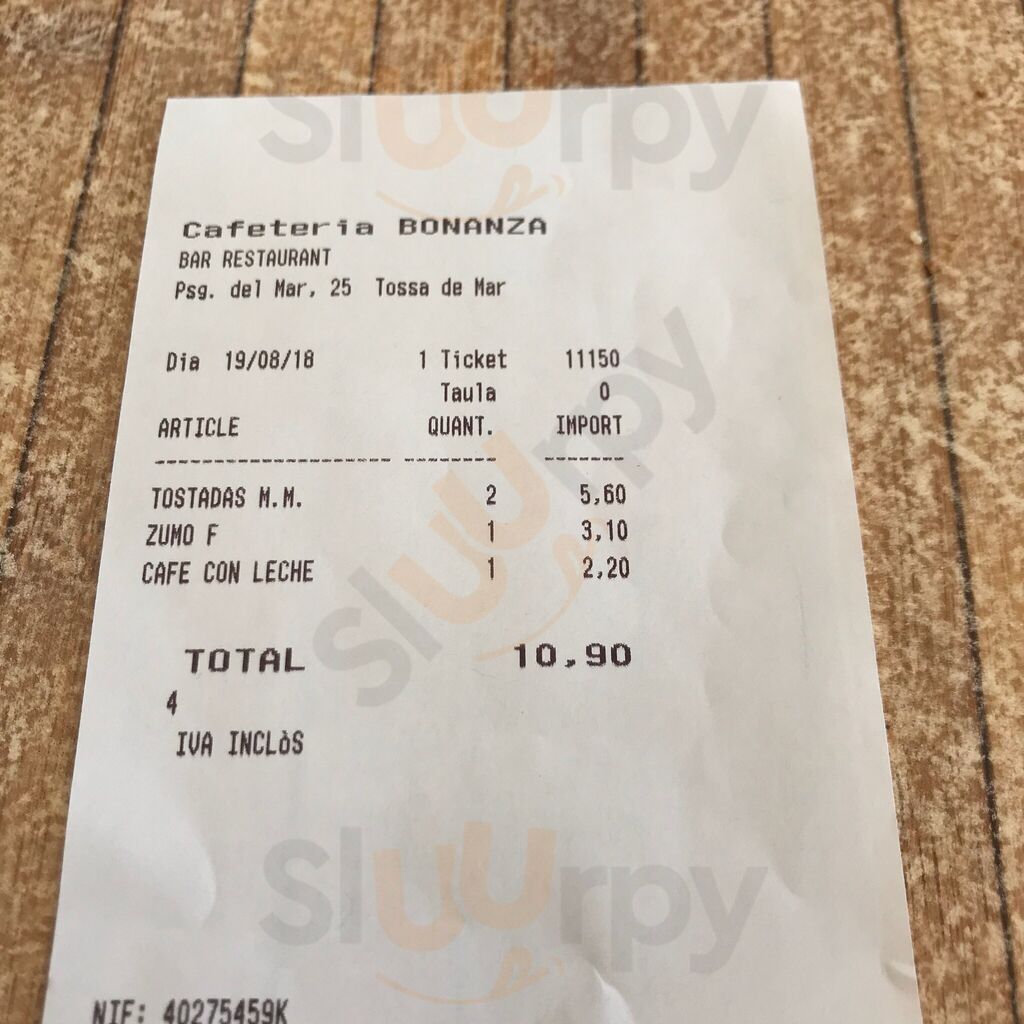 Sluurpy
Cafeteria BONANZA
BAR RESTAURANT
Psg. del Mar, 25 Tossa de Mar
Dia 19/08/18 1 Ticket 11150
Taula 0
ARTICLE QUANT. IMPORT
TOSTADAS M.M. 2 5,60
ZUMO F 1 3,10
CAFE CON LECHE 1 2,20
Sluurpy
TOTAL 10,90
4
IVA INCLòS
Sluurpy
NIF: 40275459K